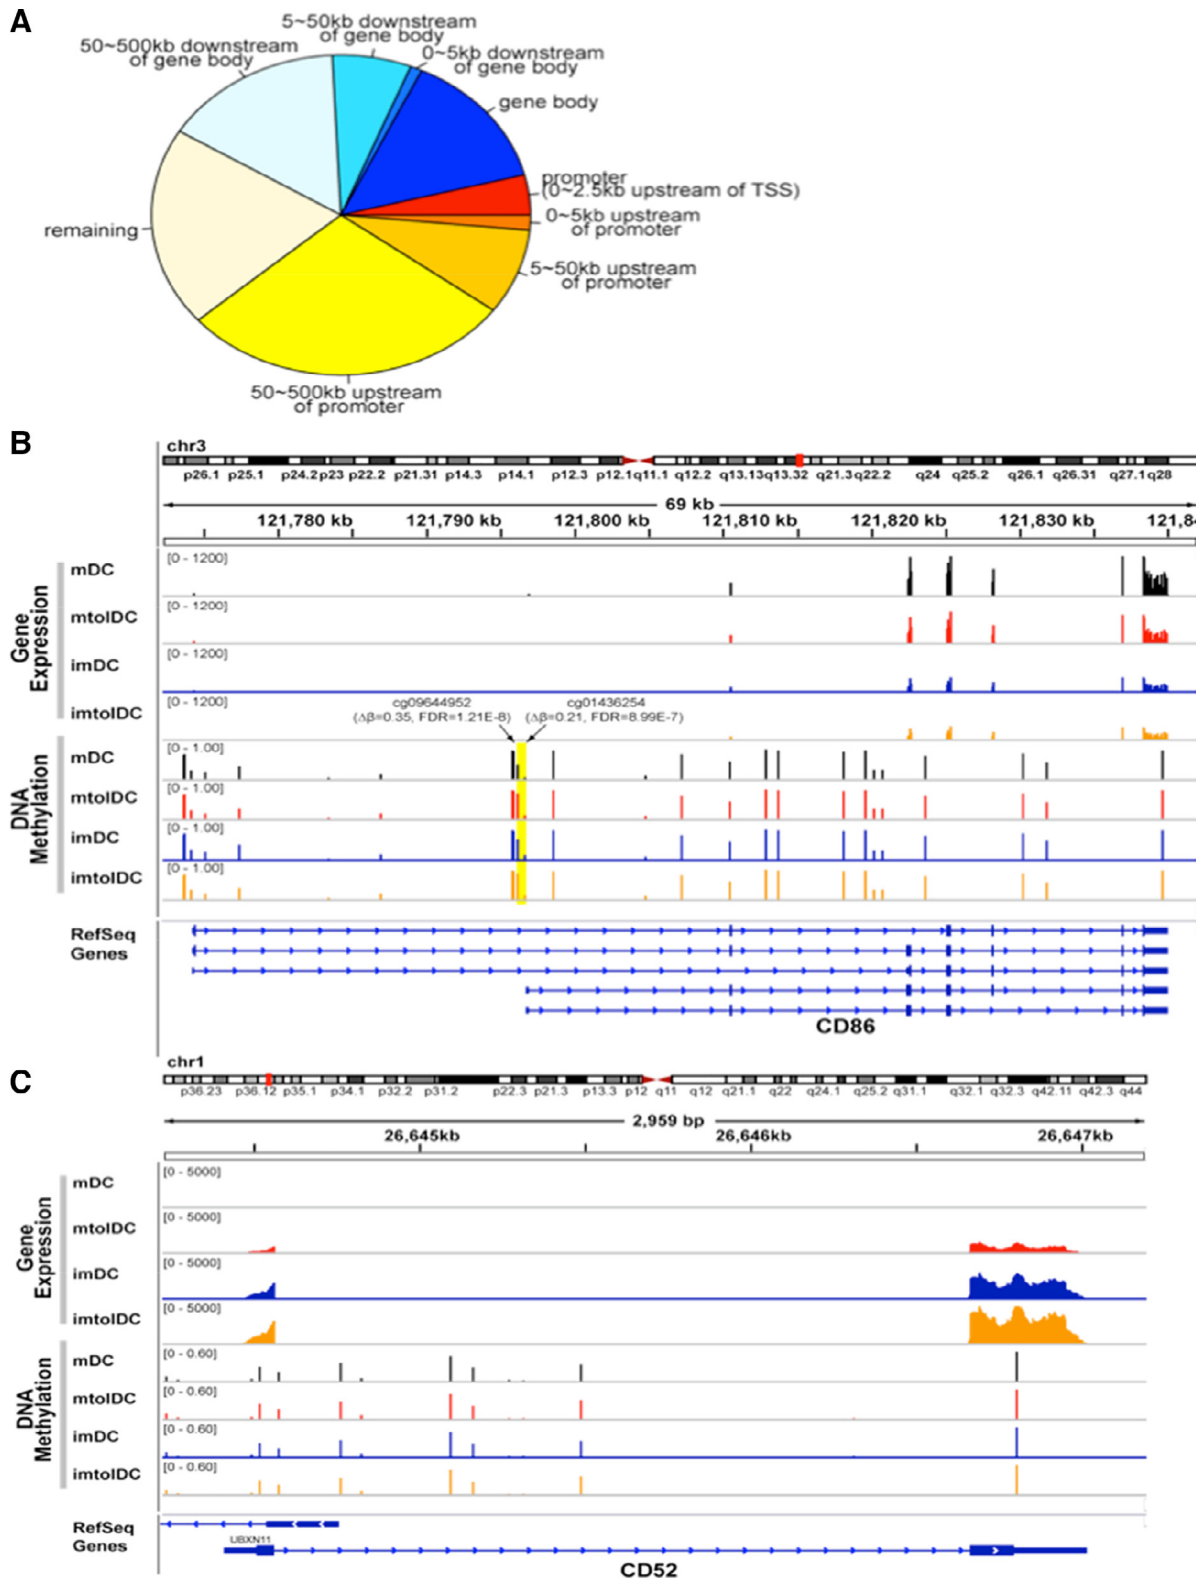 A
5~50kb downstream
of gene body
50~500kb downstream
of gene body
0~5kb downstream
of gene body
gene body
promoter
(0~2.5kb upstream of TSS)
0~5kb upstream
of promoter
remaining
5~50kb upstream
of promoter
50~500kb upstream
of promoter
B
chr3
p26.1 p25.1 p24.2 p23 p22.2 p21.31 p14.3 p14.1 p12.3 p12.1 q11.1 q12.2 q13.13 q13.32 q21.3 q22.2 q24 q25.2 q26.1 q26.31 q27.1 q28
69 kb
121,780 kb 121,790 kb 121,800 kb 121,810 kb 121,820 kb 121,830 kb 121,84
Gene
Expression
mDC [0 - 1200]
mtolDC [0 - 1200]
imDC [0 - 1200]
imtolDC [0 - 1200]
cg09644952 cg01436254
(Δβ=0.35, FDR=1.21E-8) (Δβ=0.21, FDR=8.99E-7)
DNA
Methylation
mDC [0 - 1.00]
mtolDC [0 - 1.00]
imDC [0 - 1.00]
imtolDC [0 - 1.00]
RefSeq
Genes
CD86
C
chr1
p36.23 p36.12 p35.1 p34.1 p32.2 p31.2 p22.3 p21.3 p13.3 p12 q11 q12 q21.1 q22 q24.1 q25.2 q31.1 q32.1 q32.3 q42.11 q42.3 q44
2,959 bp
26,645kb 26,646kb 26,647kb
Gene
Expression
mDC [0 - 5000]
mtolDC [0 - 5000]
imDC [0 - 5000]
imtolDC [0 - 5000]
DNA
Methylation
mDC [0 - 0.60]
mtolDC [0 - 0.60]
imDC [0 - 0.60]
imtolDC [0 - 0.60]
RefSeq
Genes
UBXN11
CD52